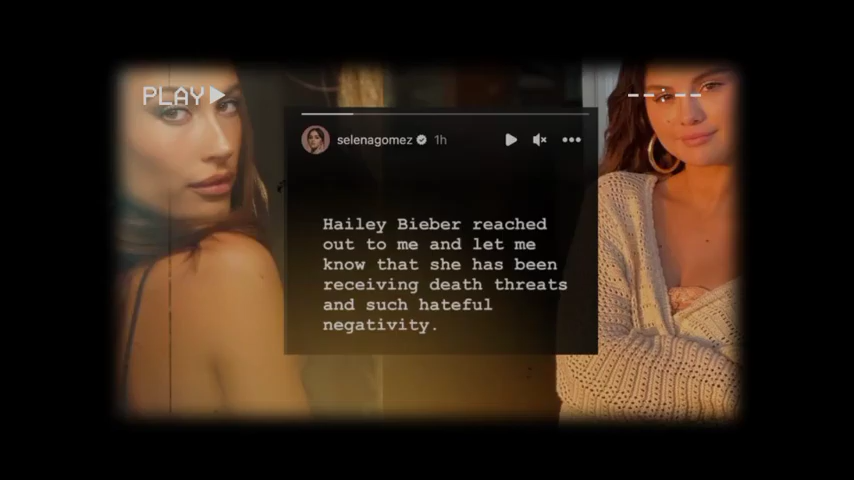 PLAY
selenagomez 1h
Hailey Bieber reached
out to me and let me
know that she has been
receiving death threats
and such hateful
negativity.